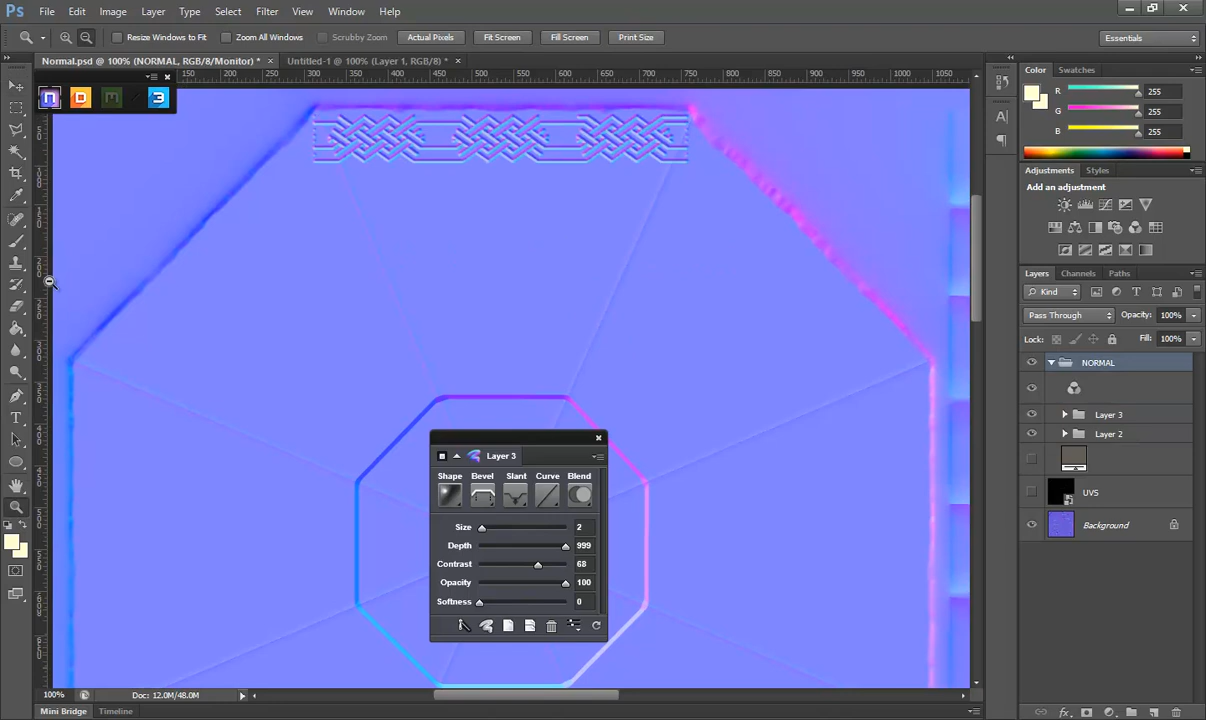 Ps File Edit Image Layer Type Select Filter View Window Help
Resize Windows to Fit Zoom All Windows Scrubby Zoom Actual Pixels Fit Screen Fill Screen Print Size Essentials
Normal.psd @ 100% (NORMAL, RGB/8/Monitor) * × Untitled-1 @ 100% (Layer 1, RGB/8) * ×
150 200 250 300 350 400 450 500 550 600 650 700 750 800 850 900 950 1000 1050
n D m 3
Color Swatches
R 255
G 255
B 255
Adjustments Styles
Add an adjustment
Layers Channels Paths
Kind
Pass Through Opacity: 100%
Lock: Fill: 100%
NORMAL
Layer 3
Layer 2
UVS
Background
Layer 3
Shape Bevel Slant Curve Blend
Size 2
Depth 999
Contrast 68
Opacity 100
Softness 0
100% Doc: 12.0M/48.0M
Mini Bridge Timeline